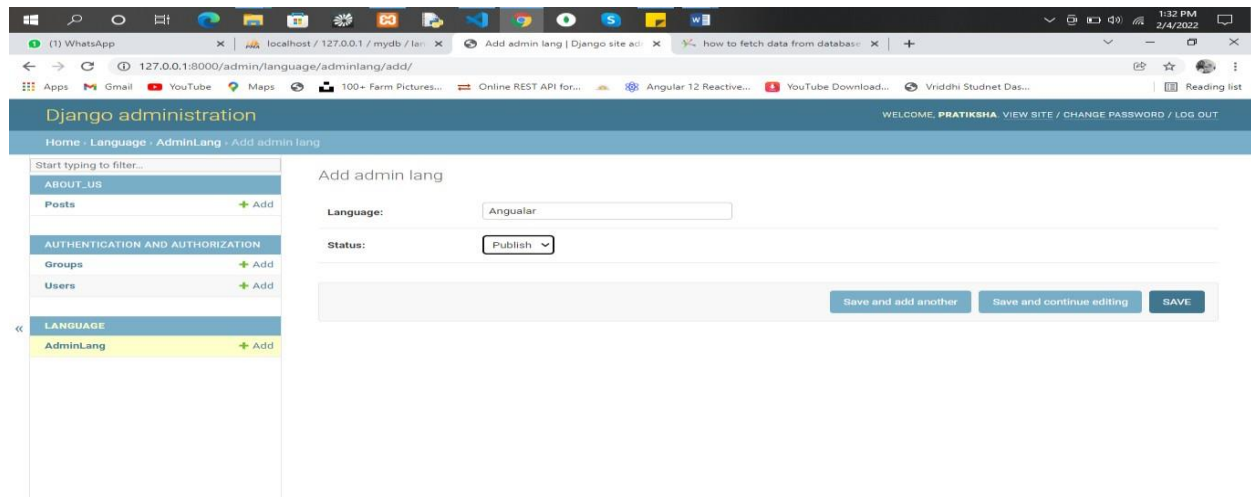 1:32 PM
2/4/2022
(1) WhatsApp
localhost / 127.0.0.1 / mydb / lan
Add admin lang | Django site ad
how to fetch data from database
127.0.0.1:8000/admin/language/adminlang/add/
Apps Gmail YouTube Maps 100+ Farm Pictures... Online REST API for... Angular 12 Reactive... YouTube Download... Vriddhi Studnet Das... Reading list
Django administration
WELCOME, PRATIKSHA. VIEW SITE / CHANGE PASSWORD / LOG OUT
Home › Language › AdminLang › Add admin lang
Start typing to filter...
ABOUT_US
Posts + Add
AUTHENTICATION AND AUTHORIZATION
Groups + Add
Users + Add
LANGUAGE
AdminLang + Add
«
Add admin lang
Language: Angualar
Status: Publish
Save and add another Save and continue editing SAVE